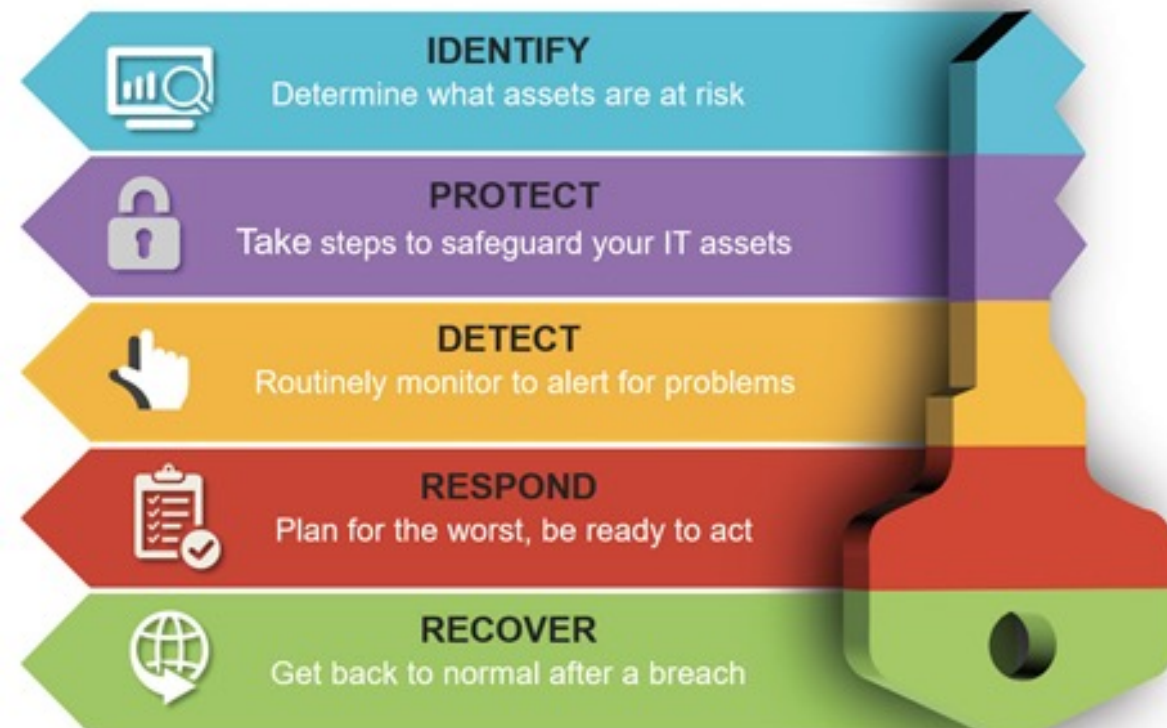 IDENTIFY
Determine what assets are at risk
PROTECT
Take steps to safeguard your IT assets
DETECT
Routinely monitor to alert for problems
RESPOND
Plan for the worst, be ready to act
RECOVER
Get back to normal after a breach